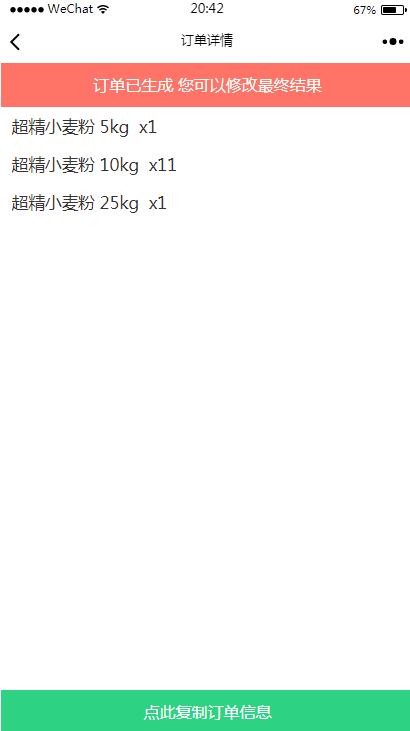 WeChat
20:42
67%
订单详情
订单已生成 您可以修改最终结果
超精小麦粉 5kg  x1
超精小麦粉 10kg  x11
超精小麦粉 25kg  x1
点此复制订单信息